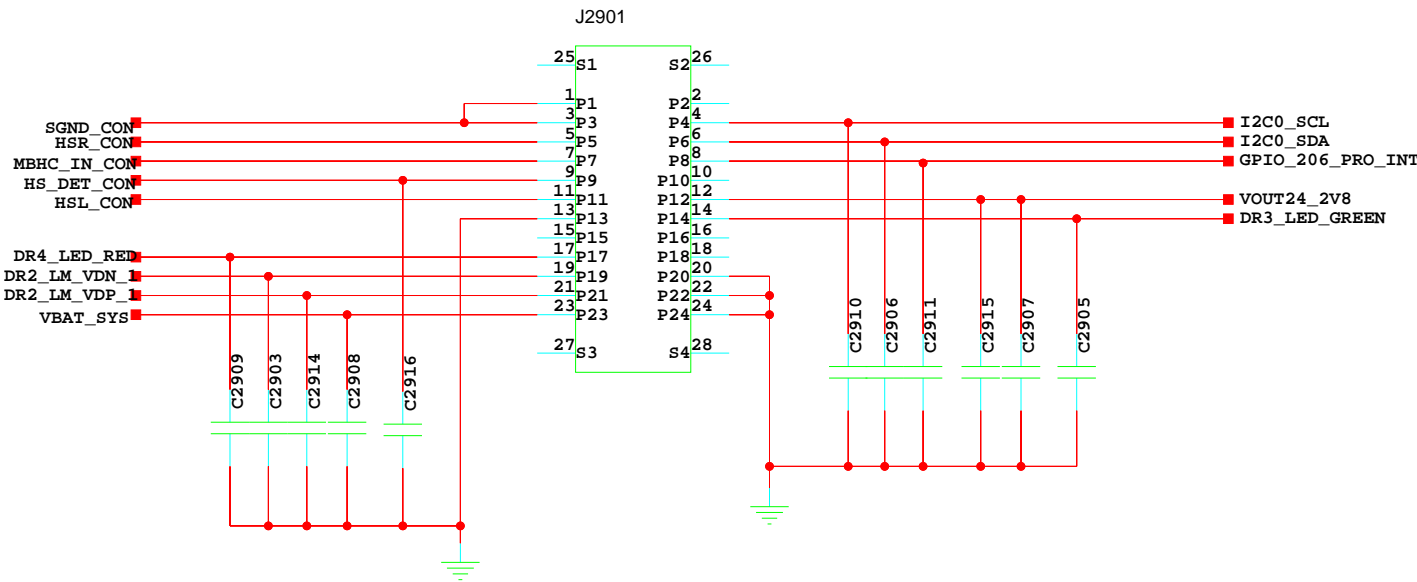 J2901
25 S1 S2 26
1 P1 P2 2
SGND_CON 3 P3 P4 4 I2C0_SCL
HSR_CON 5 P5 P6 6 I2C0_SDA
MBHC_IN_CON 7 P7 P8 8 GPIO_206_PRO_INT
HS_DET_CON 9 P9 P10 10
HSL_CON 11 P11 P12 12 VOUT24_2V8
13 P13 P14 14 DR3_LED_GREEN
15 P15 P16 16
DR4_LED_RED 17 P17 P18 18
DR2_LM_VDN_1 19 P19 P20 20
DR2_LM_VDP_1 21 P21 P22 22
VBAT_SYS 23 P23 P24 24
27 S3 S4 28
C2909
C2903
C2914
C2908
C2916
C2910
C2906
C2911
C2915
C2907
C2905